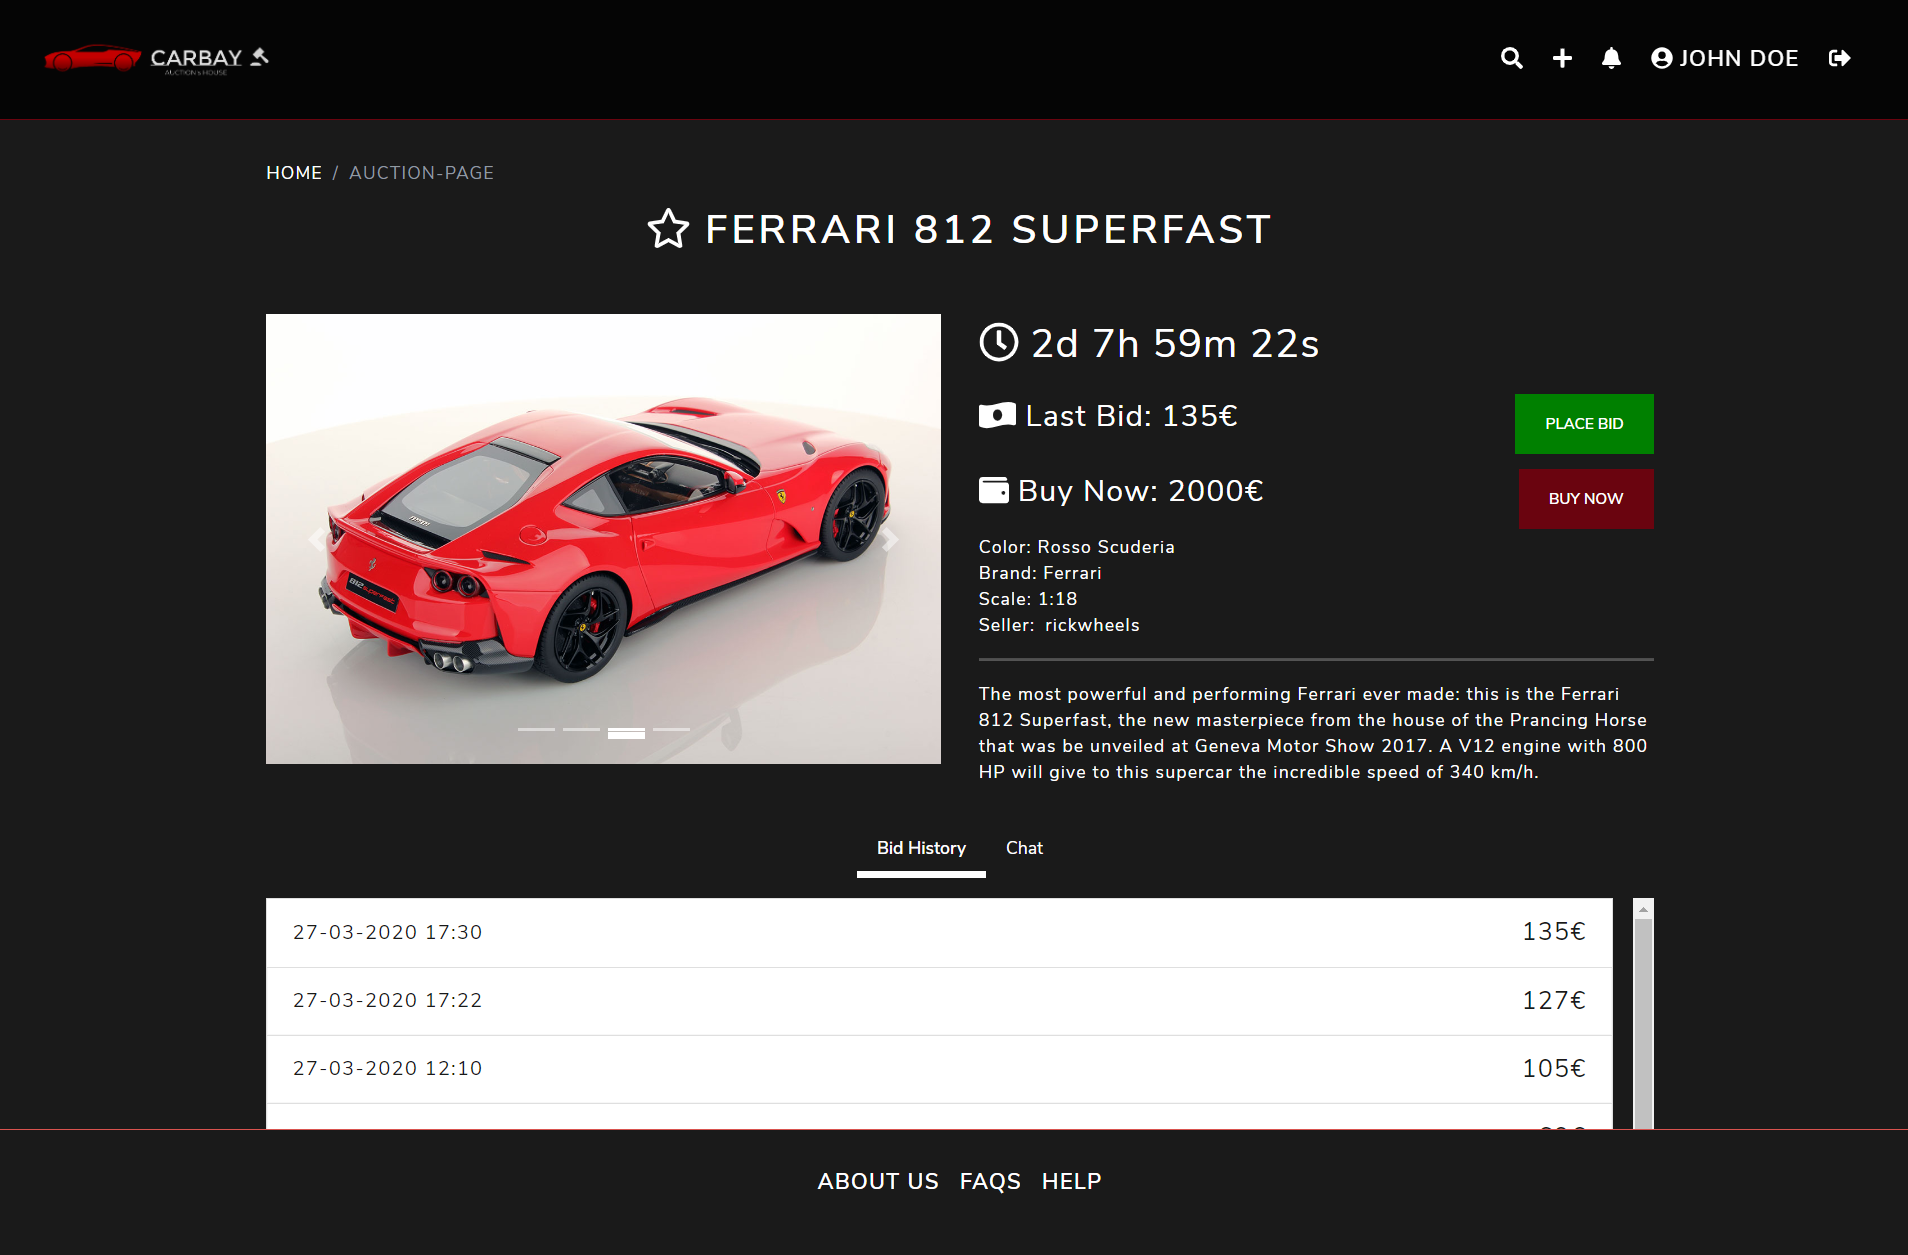 CARBAY
AUCTION's HOUSE
JOHN DOE
HOME / AUCTION-PAGE
FERRARI 812 SUPERFAST
2d 7h 59m 22s
Last Bid: 135€
PLACE BID
Buy Now: 2000€
BUY NOW
Color: Rosso Scuderia
Brand: Ferrari
Scale: 1:18
Seller: rickwheels
The most powerful and performing Ferrari ever made: this is the Ferrari
812 Superfast, the new masterpiece from the house of the Prancing Horse
that was be unveiled at Geneva Motor Show 2017. A V12 engine with 800
HP will give to this supercar the incredible speed of 340 km/h.
812 superfast
Bid History Chat
27-03-2020 17:30 135€
27-03-2020 17:22 127€
27-03-2020 12:10 105€
ABOUT US FAQS HELP